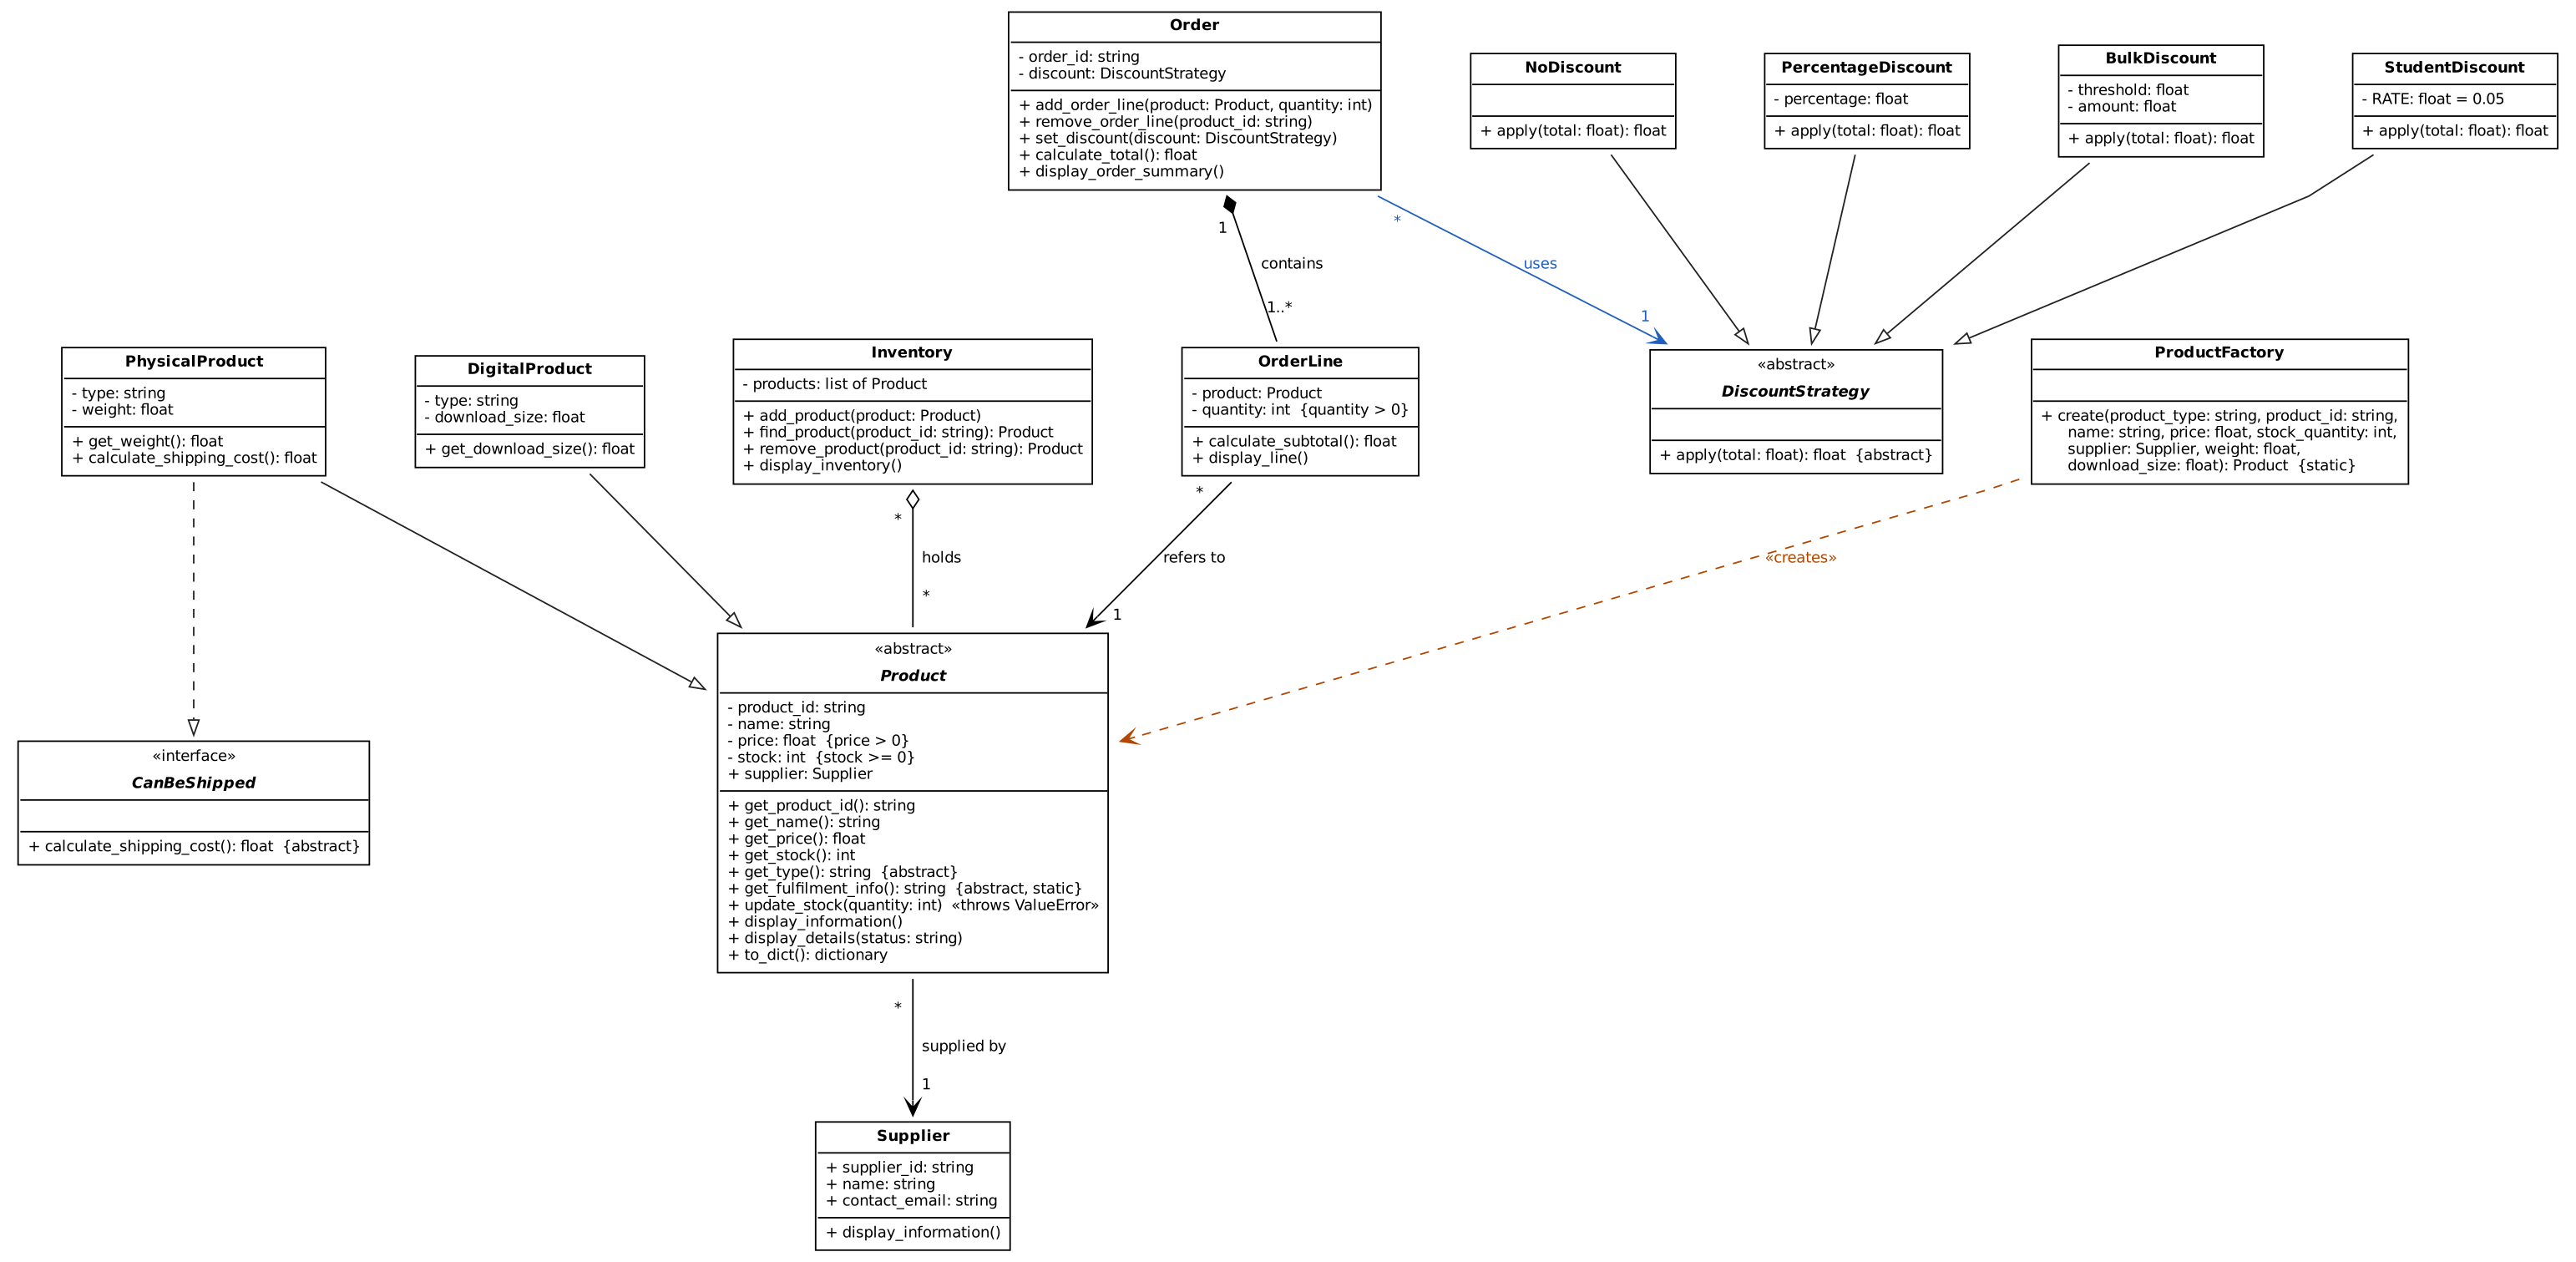 Order
- order_id: string
- discount: DiscountStrategy
+ add_order_line(product: Product, quantity: int)
+ remove_order_line(product_id: string)
+ set_discount(discount: DiscountStrategy)
+ calculate_total(): float
+ display_order_summary()
NoDiscount
+ apply(total: float): float
PercentageDiscount
- percentage: float
+ apply(total: float): float
BulkDiscount
- threshold: float
- amount: float
+ apply(total: float): float
StudentDiscount
- RATE: float = 0.05
+ apply(total: float): float
1
contains
1..*
*
uses
1
PhysicalProduct
- type: string
- weight: float
+ get_weight(): float
+ calculate_shipping_cost(): float
DigitalProduct
- type: string
- download_size: float
+ get_download_size(): float
Inventory
- products: list of Product
+ add_product(product: Product)
+ find_product(product_id: string): Product
+ remove_product(product_id: string): Product
+ display_inventory()
OrderLine
- product: Product
- quantity: int {quantity > 0}
+ calculate_subtotal(): float
+ display_line()
«abstract»
DiscountStrategy
+ apply(total: float): float {abstract}
ProductFactory
+ create(product_type: string, product_id: string,
name: string, price: float, stock_quantity: int,
supplier: Supplier, weight: float,
download_size: float): Product {static}
*
holds
*
*
refers to
1
«creates»
«interface»
CanBeShipped
+ calculate_shipping_cost(): float {abstract}
«abstract»
Product
- product_id: string
- name: string
- price: float {price > 0}
- stock: int {stock >= 0}
+ supplier: Supplier
+ get_product_id(): string
+ get_name(): string
+ get_price(): float
+ get_stock(): int
+ get_type(): string {abstract}
+ get_fulfilment_info(): string {abstract, static}
+ update_stock(quantity: int) «throws ValueError»
+ display_information()
+ display_details(status: string)
+ to_dict(): dictionary
*
supplied by
1
Supplier
+ supplier_id: string
+ name: string
+ contact_email: string
+ display_information()